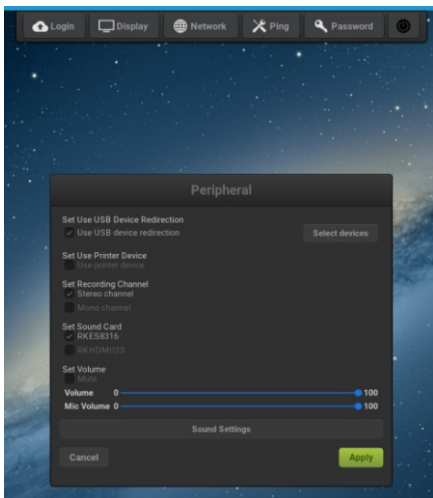 Login Display Network Ping Password
Peripheral
Set Use USB Device Redirection
Use USB device redirection
Select devices
Set Use Printer Device
Use printer device
Set Recording Channel
Stereo channel
Mono channel
Set Sound Card
RKES8316
RKHDMII2S
Set Volume
Mute
Volume 0 100
Mic Volume 0 100
Sound Settings
Cancel Apply